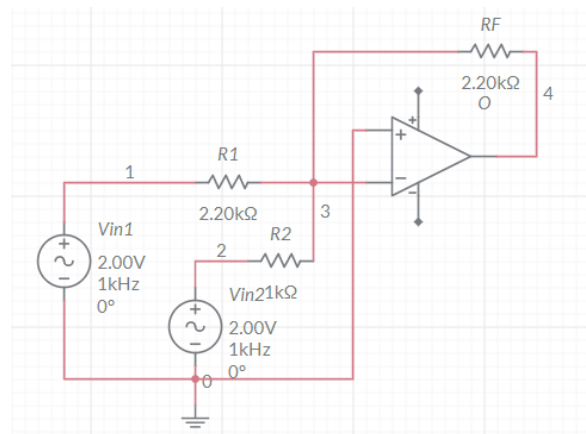 RF
2.20kΩ
O
4
R1
1
2.20kΩ
3
R2
2
Vin1
2.00V
1kHz
0°
Vin21kΩ
2.00V
1kHz
0°
0